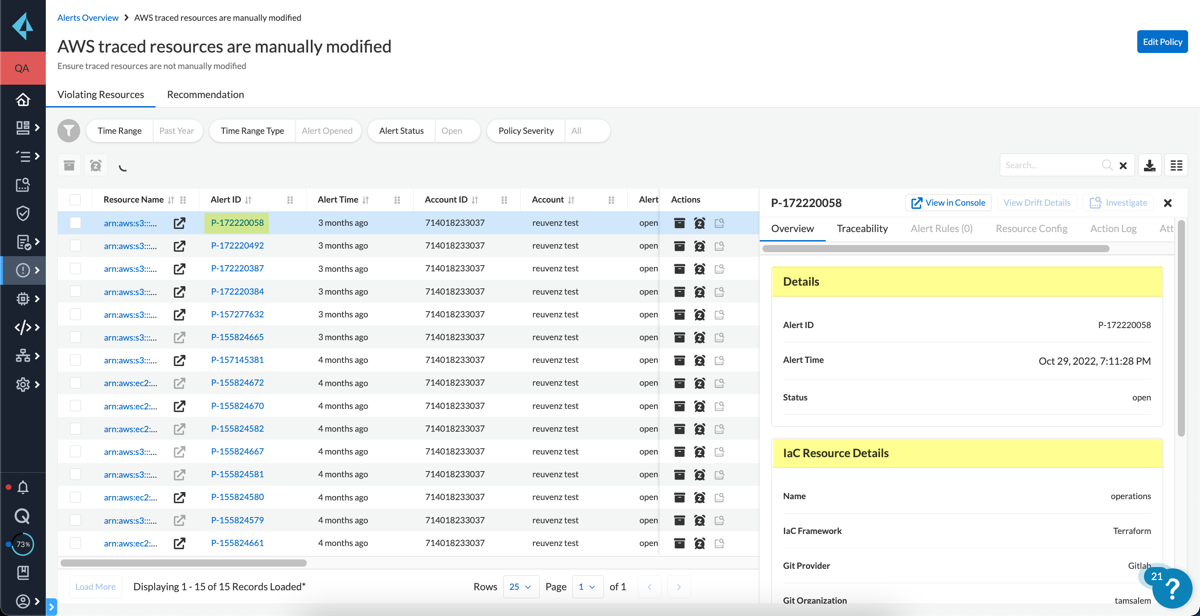 Alerts Overview > AWS traced resources are manually modified
AWS traced resources are manually modified
Edit Policy
Ensure traced resources are not manually modified
QA
Violating Resources Recommendation
Time Range Past Year Time Range Type Alert Opened Alert Status Open Policy Severity All
Search...
Resource Name Alert ID Alert Time Account ID Account Alert Actions
arn:aws:s3:::... P-172220058 3 months ago 714018233037 reuvenz test open
arn:aws:s3:::... P-172220492 3 months ago 714018233037 reuvenz test open
arn:aws:s3:::... P-172220387 3 months ago 714018233037 reuvenz test open
arn:aws:s3:::... P-172220384 3 months ago 714018233037 reuvenz test open
arn:aws:s3:::... P-157277632 3 months ago 714018233037 reuvenz test open
arn:aws:s3:::... P-155824665 3 months ago 714018233037 reuvenz test open
arn:aws:s3:::... P-157145381 4 months ago 714018233037 reuvenz test open
arn:aws:ec2:... P-155824672 4 months ago 714018233037 reuvenz test open
arn:aws:ec2:... P-155824670 4 months ago 714018233037 reuvenz test open
arn:aws:ec2:... P-155824582 4 months ago 714018233037 reuvenz test open
arn:aws:s3:::... P-155824667 4 months ago 714018233037 reuvenz test open
arn:aws:s3:::... P-155824581 4 months ago 714018233037 reuvenz test open
arn:aws:ec2:... P-155824580 4 months ago 714018233037 reuvenz test open
arn:aws:s3:::... P-155824579 4 months ago 714018233037 reuvenz test open
arn:aws:ec2:... P-155824661 4 months ago 714018233037 reuvenz test open
Load More Displaying 1 - 15 of 15 Records Loaded* Rows 25 Page 1 of 1
73%
P-172220058 View in Console View Drift Details Investigate
Overview Traceability Alert Rules (0) Resource Config Action Log Att
Details
Alert ID P-172220058
Alert Time Oct 29, 2022, 7:11:28 PM
Status open
IaC Resource Details
Name operations
IaC Framework Terraform
Git Provider Gitlab
Git Organization tamsalem
21
?